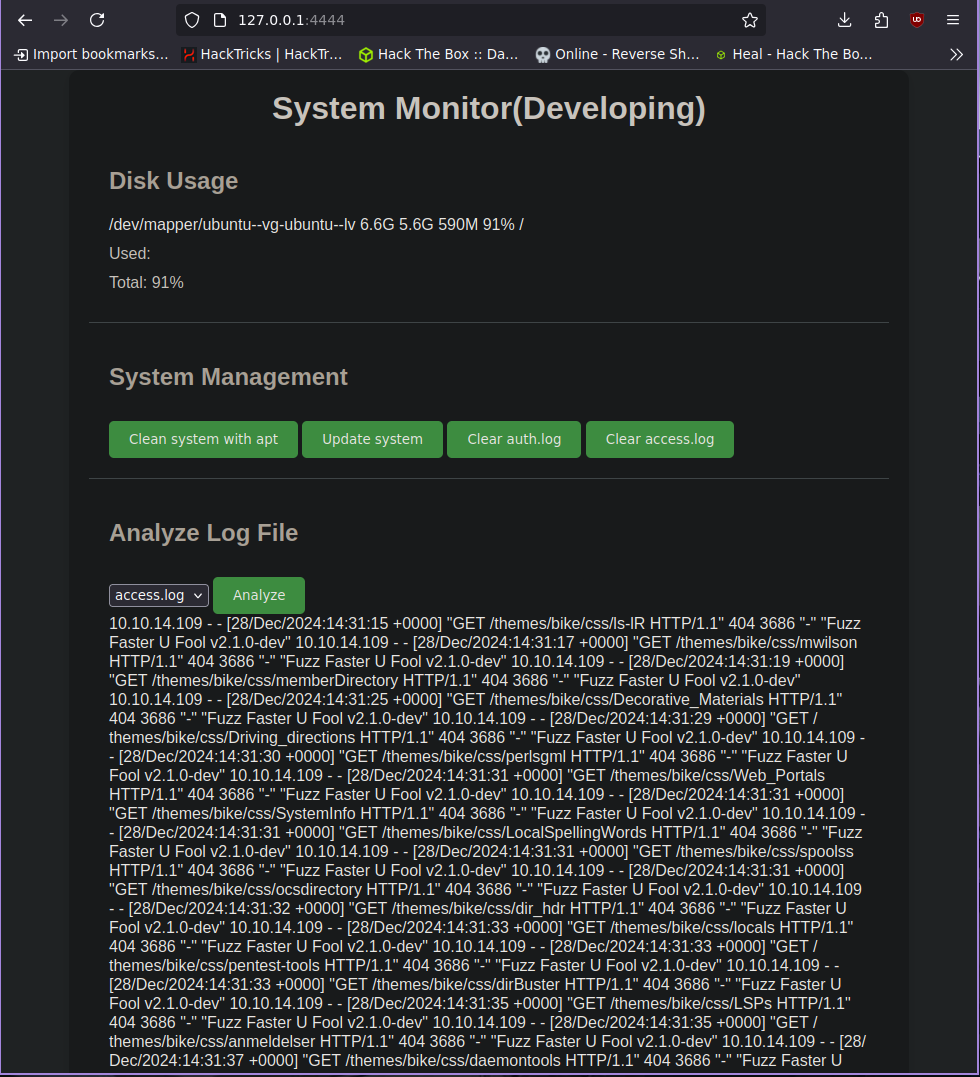 127.0.0.1:4444
Import bookmarks... HackTricks | HackTr... Hack The Box :: Da... Online - Reverse Sh... Heal - Hack The Bo...
System Monitor(Developing)
Disk Usage
/dev/mapper/ubuntu--vg-ubuntu--lv 6.6G 5.6G 590M 91% /
Used:
Total: 91%
System Management
Clean system with apt Update system Clear auth.log Clear access.log
Analyze Log File
access.log Analyze
10.10.14.109 - - [28/Dec/2024:14:31:15 +0000] "GET /themes/bike/css/ls-lR HTTP/1.1" 404 3686 "-" "Fuzz
Faster U Fool v2.1.0-dev" 10.10.14.109 - - [28/Dec/2024:14:31:17 +0000] "GET /themes/bike/css/mwilson
HTTP/1.1" 404 3686 "-" "Fuzz Faster U Fool v2.1.0-dev" 10.10.14.109 - - [28/Dec/2024:14:31:19 +0000]
"GET /themes/bike/css/memberDirectory HTTP/1.1" 404 3686 "-" "Fuzz Faster U Fool v2.1.0-dev"
10.10.14.109 - - [28/Dec/2024:14:31:25 +0000] "GET /themes/bike/css/Decorative_Materials HTTP/1.1"
404 3686 "-" "Fuzz Faster U Fool v2.1.0-dev" 10.10.14.109 - - [28/Dec/2024:14:31:29 +0000] "GET /
themes/bike/css/Driving_directions HTTP/1.1" 404 3686 "-" "Fuzz Faster U Fool v2.1.0-dev" 10.10.14.109 -
- [28/Dec/2024:14:31:30 +0000] "GET /themes/bike/css/perlsgml HTTP/1.1" 404 3686 "-" "Fuzz Faster U
Fool v2.1.0-dev" 10.10.14.109 - - [28/Dec/2024:14:31:31 +0000] "GET /themes/bike/css/Web_Portals
HTTP/1.1" 404 3686 "-" "Fuzz Faster U Fool v2.1.0-dev" 10.10.14.109 - - [28/Dec/2024:14:31:31 +0000]
"GET /themes/bike/css/SystemInfo HTTP/1.1" 404 3686 "-" "Fuzz Faster U Fool v2.1.0-dev" 10.10.14.109 -
- [28/Dec/2024:14:31:31 +0000] "GET /themes/bike/css/LocalSpellingWords HTTP/1.1" 404 3686 "-" "Fuzz
Faster U Fool v2.1.0-dev" 10.10.14.109 - - [28/Dec/2024:14:31:31 +0000] "GET /themes/bike/css/spoolss
HTTP/1.1" 404 3686 "-" "Fuzz Faster U Fool v2.1.0-dev" 10.10.14.109 - - [28/Dec/2024:14:31:31 +0000]
"GET /themes/bike/css/ocsdirectory HTTP/1.1" 404 3686 "-" "Fuzz Faster U Fool v2.1.0-dev" 10.10.14.109
- - [28/Dec/2024:14:31:32 +0000] "GET /themes/bike/css/dir_hdr HTTP/1.1" 404 3686 "-" "Fuzz Faster U
Fool v2.1.0-dev" 10.10.14.109 - - [28/Dec/2024:14:31:33 +0000] "GET /themes/bike/css/locals HTTP/1.1"
404 3686 "-" "Fuzz Faster U Fool v2.1.0-dev" 10.10.14.109 - - [28/Dec/2024:14:31:33 +0000] "GET /
themes/bike/css/pentest-tools HTTP/1.1" 404 3686 "-" "Fuzz Faster U Fool v2.1.0-dev" 10.10.14.109 - -
[28/Dec/2024:14:31:33 +0000] "GET /themes/bike/css/dirBuster HTTP/1.1" 404 3686 "-" "Fuzz Faster U
Fool v2.1.0-dev" 10.10.14.109 - - [28/Dec/2024:14:31:35 +0000] "GET /themes/bike/css/LSPs HTTP/1.1"
404 3686 "-" "Fuzz Faster U Fool v2.1.0-dev" 10.10.14.109 - - [28/Dec/2024:14:31:35 +0000] "GET /
themes/bike/css/anmeldelser HTTP/1.1" 404 3686 "-" "Fuzz Faster U Fool v2.1.0-dev" 10.10.14.109 - - [28/
Dec/2024:14:31:37 +0000] "GET /themes/bike/css/daemontools HTTP/1.1" 404 3686 "-" "Fuzz Faster U